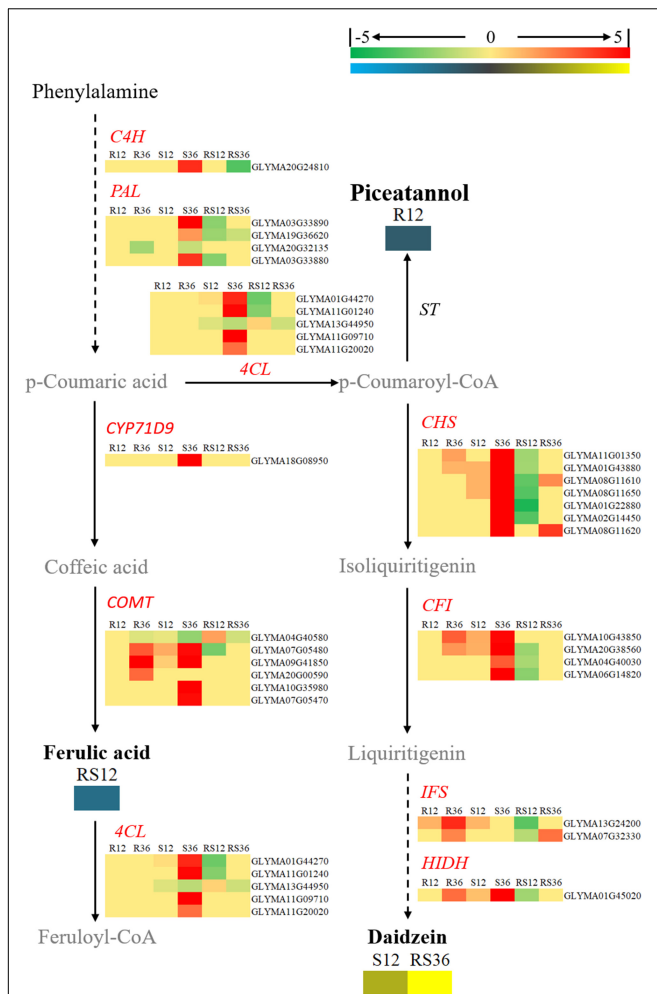 -5 0 5
Phenylalamine
C4H
R12 R36 S12 S36 RS12 RS36
GLYMA20G24810
PAL
R12 R36 S12 S36 RS12 RS36
GLYMA03G33890
GLYMA19G36620
GLYMA20G32135
GLYMA03G33880
Piceatannol
R12
R12 R36 S12 S36 RS12 RS36
GLYMA01G44270
GLYMA11G01240
GLYMA13G44950
GLYMA11G09710
GLYMA11G20020
ST
p-Coumaric acid 4CL p-Coumaroyl-CoA
CYP71D9
R12 R36 S12 S36 RS12 RS36
GLYMA18G08950
CHS
R12 R36 S12 S36 RS12 RS36
GLYMA11G01350
GLYMA01G43880
GLYMA08G11610
GLYMA08G11650
GLYMA01G22880
GLYMA02G14450
GLYMA08G11620
Coffeic acid Isoliquiritigenin
COMT
R12 R36 S12 S36 RS12 RS36
GLYMA04G40580
GLYMA07G05480
GLYMA09G41850
GLYMA20G00590
GLYMA10G35980
GLYMA07G05470
CFI
R12 R36 S12 S36 RS12 RS36
GLYMA10G43850
GLYMA20G38560
GLYMA04G40030
GLYMA06G14820
Ferulic acid Liquiritigenin
RS12
4CL
R12 R36 S12 S36 RS12 RS36
GLYMA01G44270
GLYMA11G01240
GLYMA13G44950
GLYMA11G09710
GLYMA11G20020
IFS
R12 R36 S12 S36 RS12 RS36
GLYMA13G24200
GLYMA07G32330
HIDH
R12 R36 S12 S36 RS12 RS36
GLYMA01G45020
Feruloyl-CoA Daidzein
S12 RS36